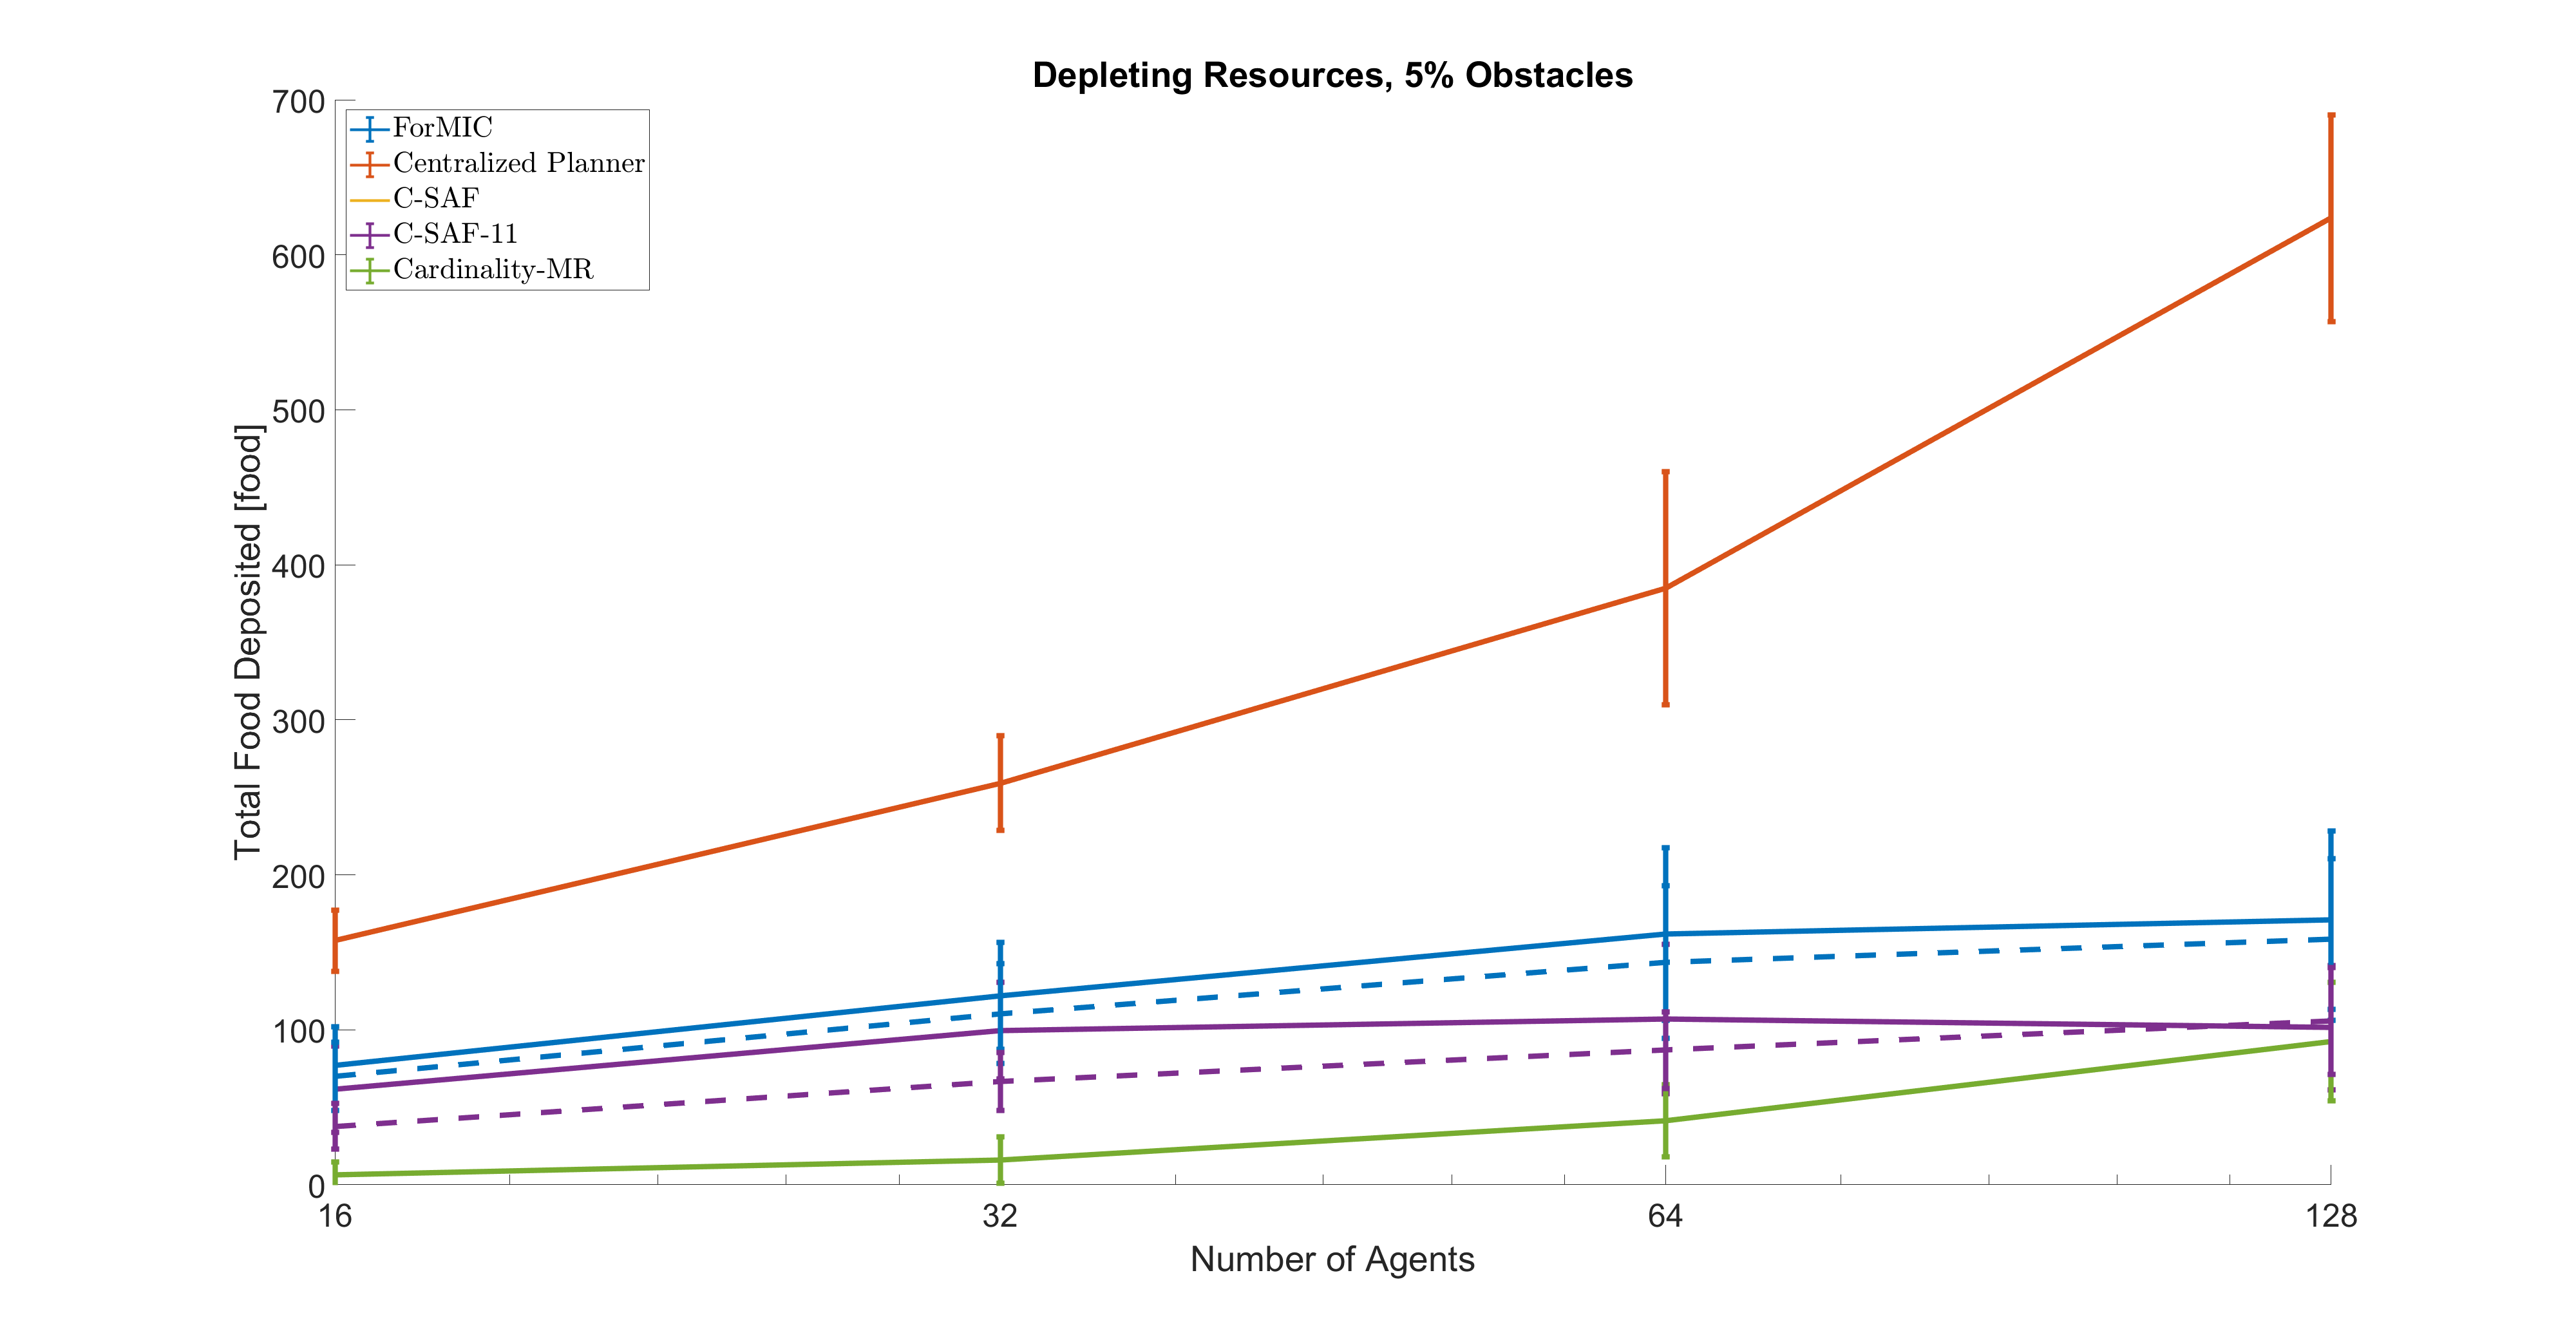 Depleting Resources, 5% Obstacles
700
600
500
400
300
200
100
0
Total Food Deposited [food]
ForMIC
Centralized Planner
C-SAF
C-SAF-11
Cardinality-MR
16
32
64
128
Number of Agents